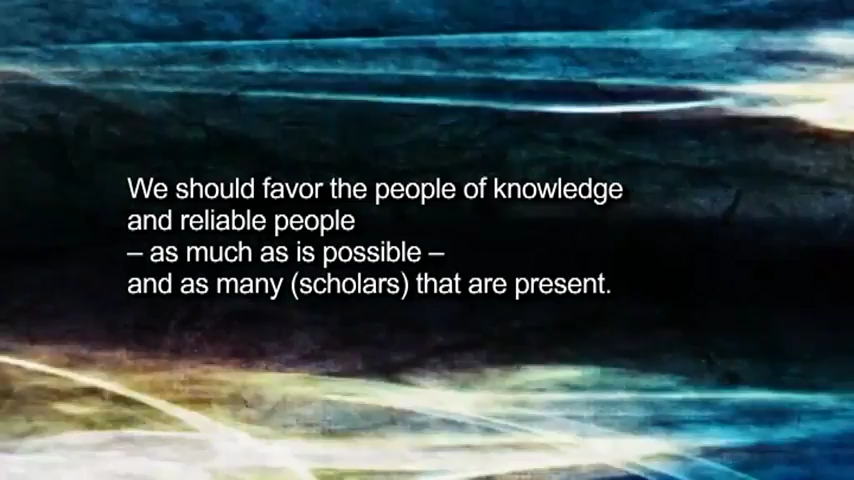 We should favor the people of knowledge
and reliable people
– as much as is possible –
and as many (scholars) that are present.